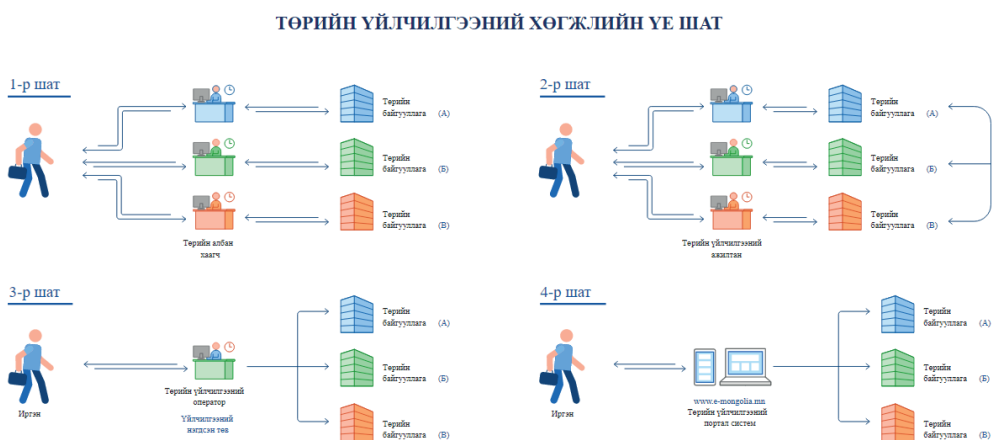 ТӨРИЙН ҮЙЛЧИЛГЭЭНИЙ ХӨГЖЛИЙН ҮЕ ШАТ
1-р шат
Төрийн
байгууллага (А)
Төрийн
байгууллага (Б)
Төрийн
байгууллага (В)
Төрийн албан
хаагч
2-р шат
Төрийн
байгууллага (А)
Төрийн
байгууллага (Б)
Төрийн
байгууллага (В)
Төрийн үйлчилгээний
ажилтан
3-р шат
Иргэн
Төрийн үйлчилгээний
оператор
Үйлчилгээний
нэгдсэн төв
Төрийн
байгууллага (А)
Төрийн
байгууллага (Б)
Төрийн
байгууллага (В)
4-р шат
Иргэн
www.e-mongolia.mn
Төрийн үйлчилгээний
портал систем
Төрийн
байгууллага (А)
Төрийн
байгууллага (Б)
Төрийн
байгууллага (В)